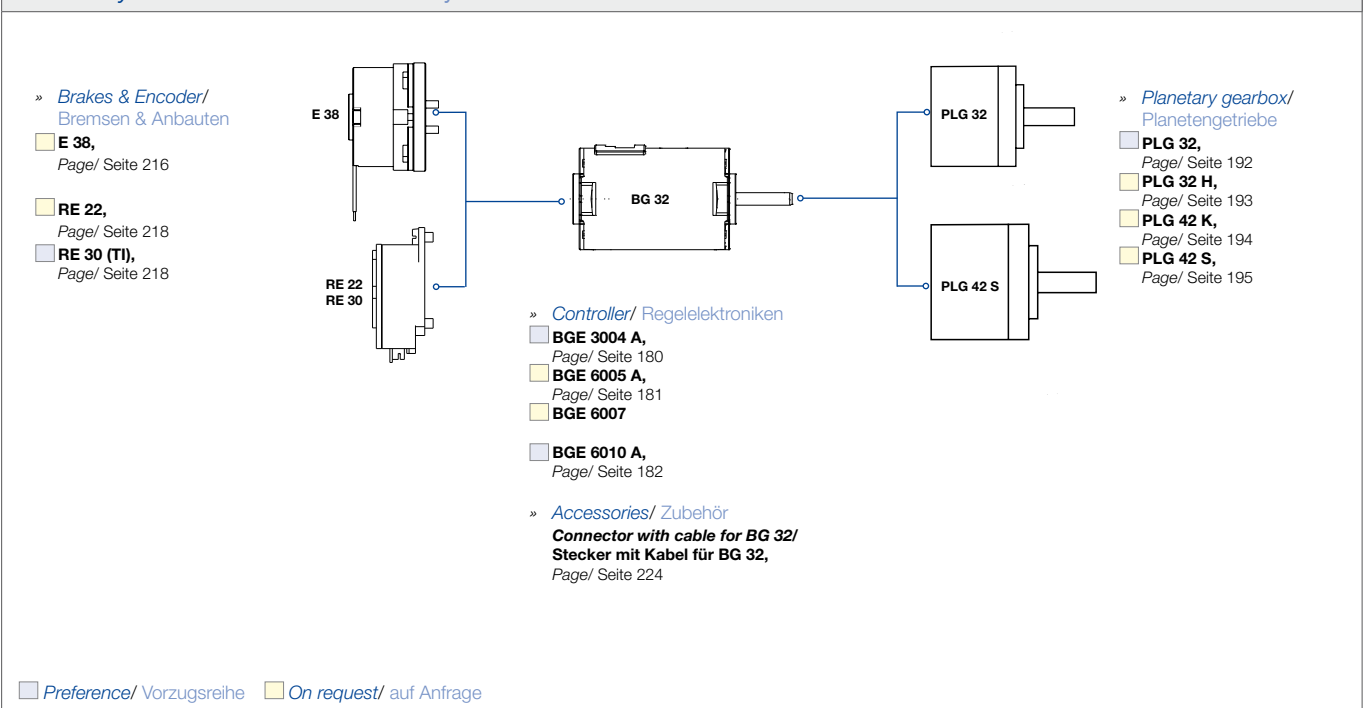 » Brakes & Encoder/
Bremsen & Anbauten
E 38,
Page/ Seite 216
RE 22,
Page/ Seite 218
RE 30 (TI),
Page/ Seite 218
E 38
RE 22
RE 30
BG 32
PLG 32
PLG 42 S
» Planetary gearbox/
Planetengetriebe
PLG 32,
Page/ Seite 192
PLG 32 H,
Page/ Seite 193
PLG 42 K,
Page/ Seite 194
PLG 42 S,
Page/ Seite 195
» Controller/ Regelelektroniken
BGE 3004 A,
Page/ Seite 180
BGE 6005 A,
Page/ Seite 181
BGE 6007
BGE 6010 A,
Page/ Seite 182
» Accessories/ Zubehör
Connector with cable for BG 32/
Stecker mit Kabel für BG 32,
Page/ Seite 224
Preference/ Vorzugsreihe On request/ auf Anfrage